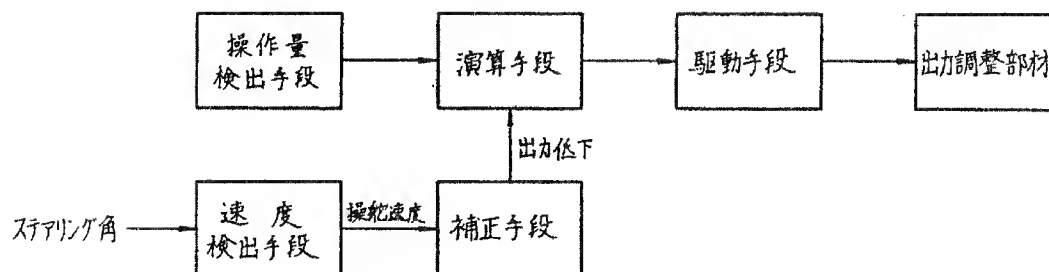 操作量
検出手段
演算手段
駆動手段
出力調整部材
出力低下
ステアリング角
速度
検出手段
操舵速度
補正手段